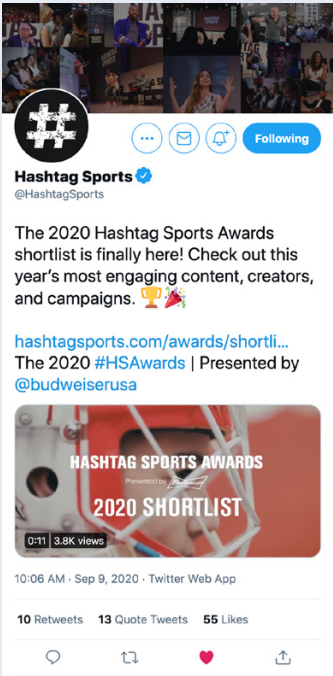 Following
Hashtag Sports
@HashtagSports
The 2020 Hashtag Sports Awards
shortlist is finally here! Check out this
year’s most engaging content, creators,
and campaigns. 🏆🎉
hashtagsports.com/awards/shortli...
The 2020 #HSAwards | Presented by
@budweiserusa
HASHTAG SPORTS AWARDS
Presented by Budweiser
2020 SHORTLIST
0:11 3.8K views
10:06 AM · Sep 9, 2020 · Twitter Web App
10 Retweets 13 Quote Tweets 55 Likes